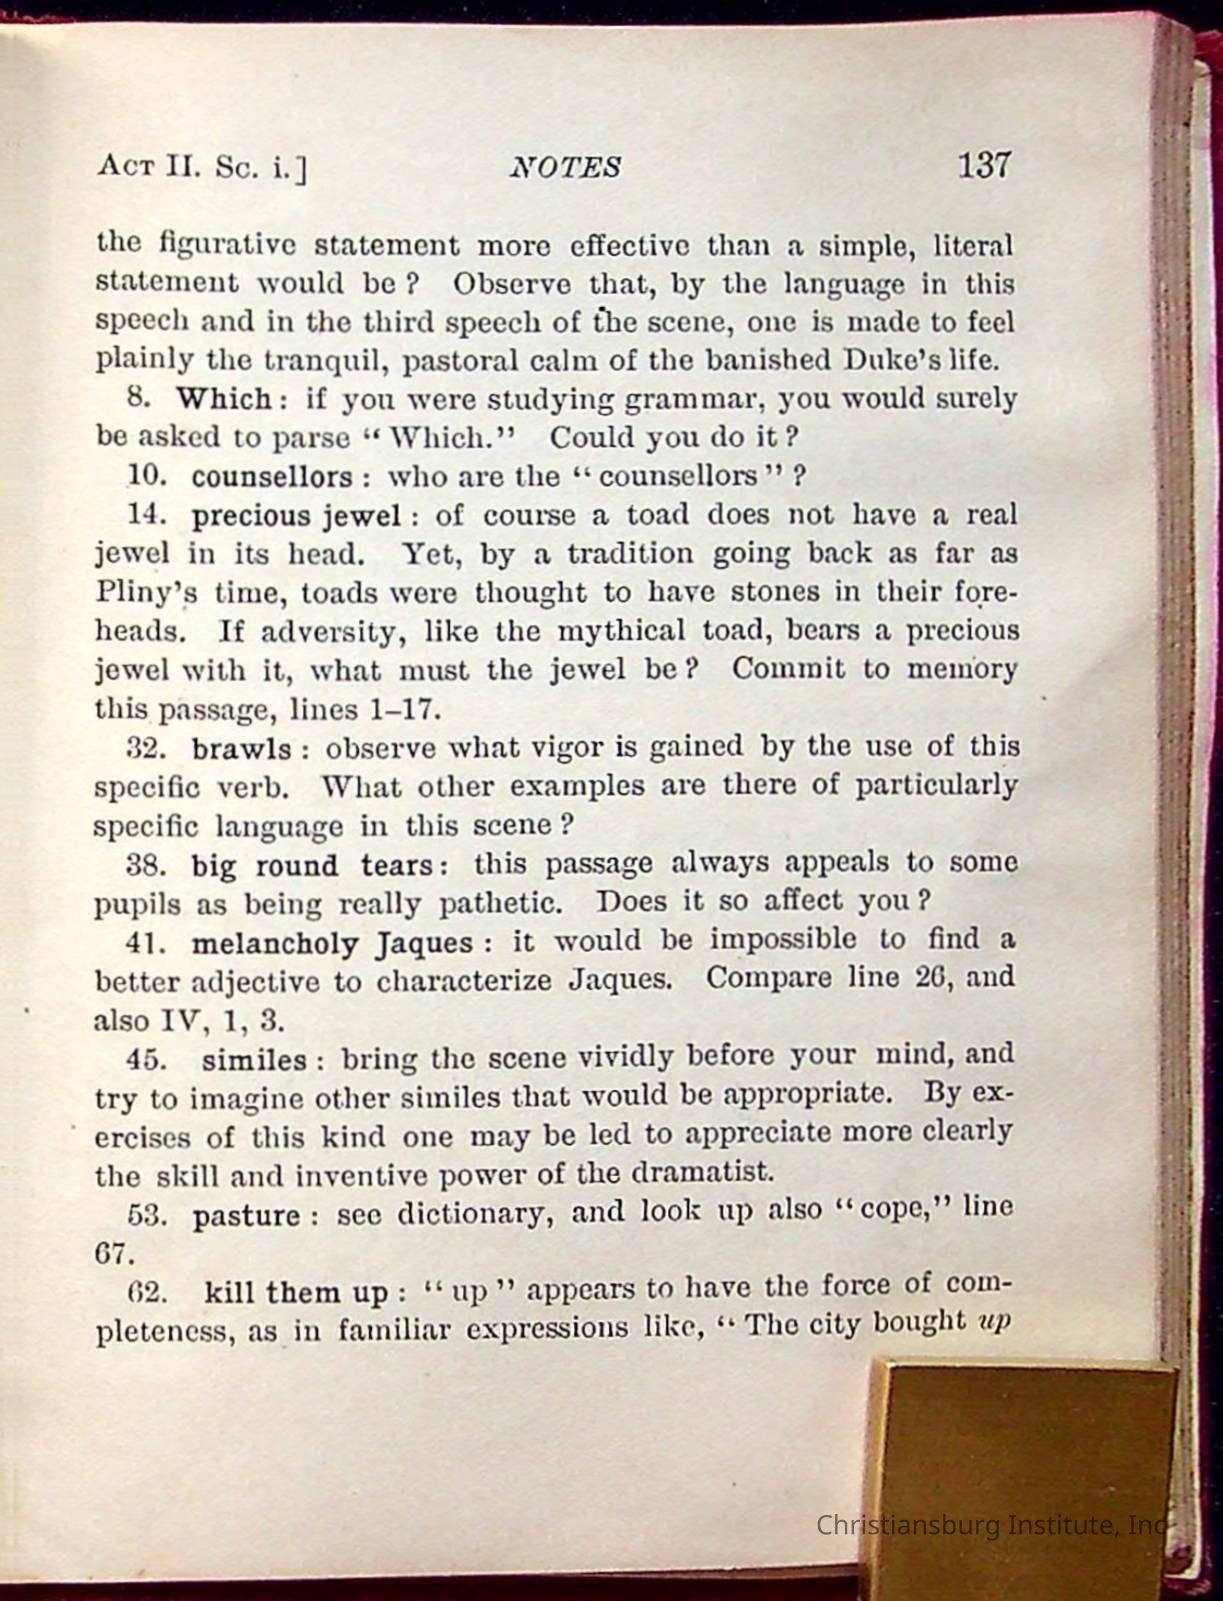 ACT II. Sc. i.] NOTES 137
the figurative statement more effective than a simple, literal
statement would be? Observe that, by the language in this
speech and in the third speech of the scene, one is made to feel
plainly the tranquil, pastoral calm of the banished Duke's life.
8. Which: if you were studying grammar, you would surely
be asked to parse "Which." Could you do it?
10. counsellors: who are the "counsellors"?
14. precious jewel: of course a toad does not have a real
jewel in its head. Yet, by a tradition going back as far as
Pliny's time, toads were thought to have stones in their fore-
heads. If adversity, like the mythical toad, bears a precious
jewel with it, what must the jewel be? Commit to memory
this passage, lines 1–17.
32. brawls: observe what vigor is gained by the use of this
specific verb. What other examples are there of particularly
specific language in this scene?
38. big round tears: this passage always appeals to some
pupils as being really pathetic. Does it so affect you?
41. melancholy Jaques: it would be impossible to find a
better adjective to characterize Jaques. Compare line 26, and
also IV, 1, 3.
45. similes: bring the scene vividly before your mind, and
try to imagine other similes that would be appropriate. By ex-
ercises of this kind one may be led to appreciate more clearly
the skill and inventive power of the dramatist.
53. pasture: see dictionary, and look up also "cope," line
67.
62. kill them up: "up" appears to have the force of com-
pleteness, as in familiar expressions like, "The city bought up
Christiansburg Institute, Inc